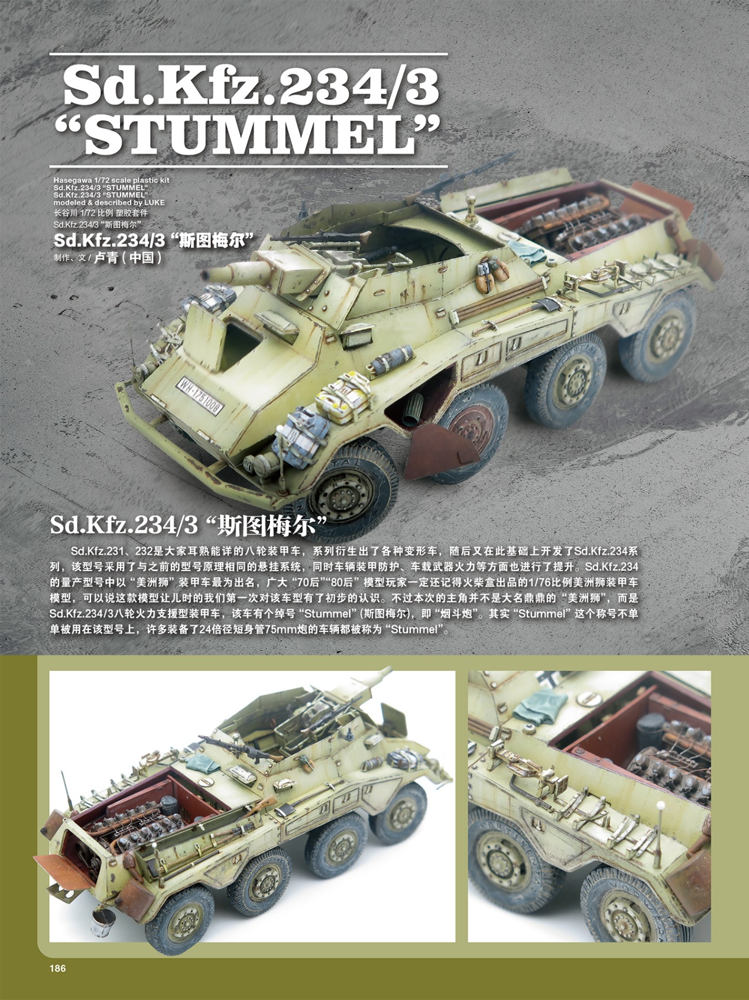 Sd.Kfz.234/3
“STUMMEL”
Hasegawa 1/72 scale plastic kit
Sd.Kfz.234/3 “STUMMEL”
Sd.Kfz.234/3 “STUMMEL”
modeled & described by LUKE
长谷川 1/72 比例 塑胶套件
Sd.Kfz.234/3 “斯图梅尔”
Sd.Kfz.234/3 “斯图梅尔”
制作、文 / 卢青 ( 中国 )
WH-1751008
Sd.Kfz.234/3 “斯图梅尔”
Sd.Kfz.231、232是大家耳熟能详的八轮装甲车，系列衍生出了各种变形车，随后又在此基础上开发了Sd.Kfz.234系
列，该型号采用了与之前的型号原理相同的悬挂系统，同时车辆装甲防护、车载武器火力等方面也进行了提升。Sd.Kfz.234
的量产型号中以 “美洲狮” 装甲车最为出名，广大 “70后”“80后” 模型玩家一定还记得火柴盒出品的1/76比例美洲狮装甲车
模型，可以说这款模型让儿时的我们第一次对该车型有了初步的认识。不过本次的主角并不是大名鼎鼎的 “美洲狮”，而是
Sd.Kfz.234/3八轮火力支援型装甲车，该车有个绰号 “Stummel” (斯图梅尔)，即 “烟斗炮”。其实 “Stummel” 这个称号不单
单被用在该型号上，许多装备了24倍径短身管75mm炮的车辆都被称为 “Stummel”。
186